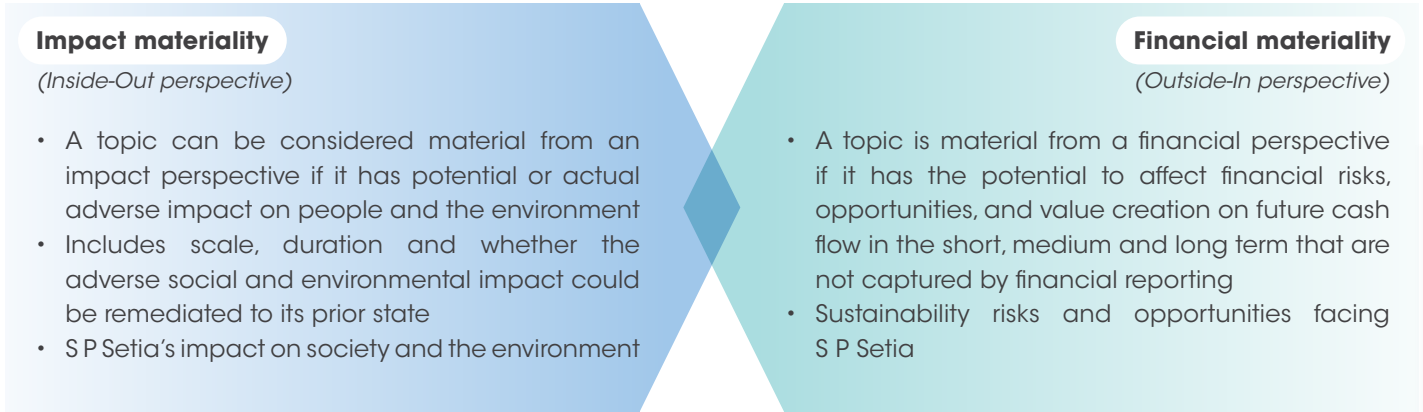 Impact materiality
(Inside-Out perspective)
• A topic can be considered material from an
impact perspective if it has potential or actual
adverse impact on people and the environment
• Includes scale, duration and whether the
adverse social and environmental impact could
be remediated to its prior state
• S P Setia's impact on society and the environment
Financial materiality
(Outside-In perspective)
• A topic is material from a financial perspective
if it has the potential to affect financial risks,
opportunities, and value creation on future cash
flow in the short, medium and long term that are
not captured by financial reporting
• Sustainability risks and opportunities facing
S P Setia